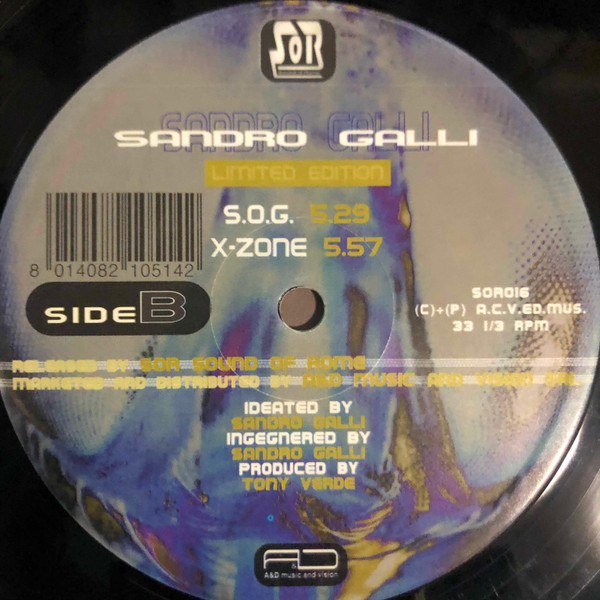 SOR
SANDRO GALLI
SANDRO GALLI
LIMITED EDITION
S.O.G. 5.29
X-ZONE 5.57
8 014082 105142
SIDE B
SOR016
(C)+(P) A.C.V.ED.MUS.
33 1/3 RPM
RELEASED BY SOR SOUND OF ROME
MARKETED AND DISTRIBUTED BY A&D MUSIC AND VISION
IDEATED BY
SANDRO GALLI
INGEGNERED BY
SANDRO GALLI
PRODUCED BY
TONY VERDE
A&D
A&D music and vision